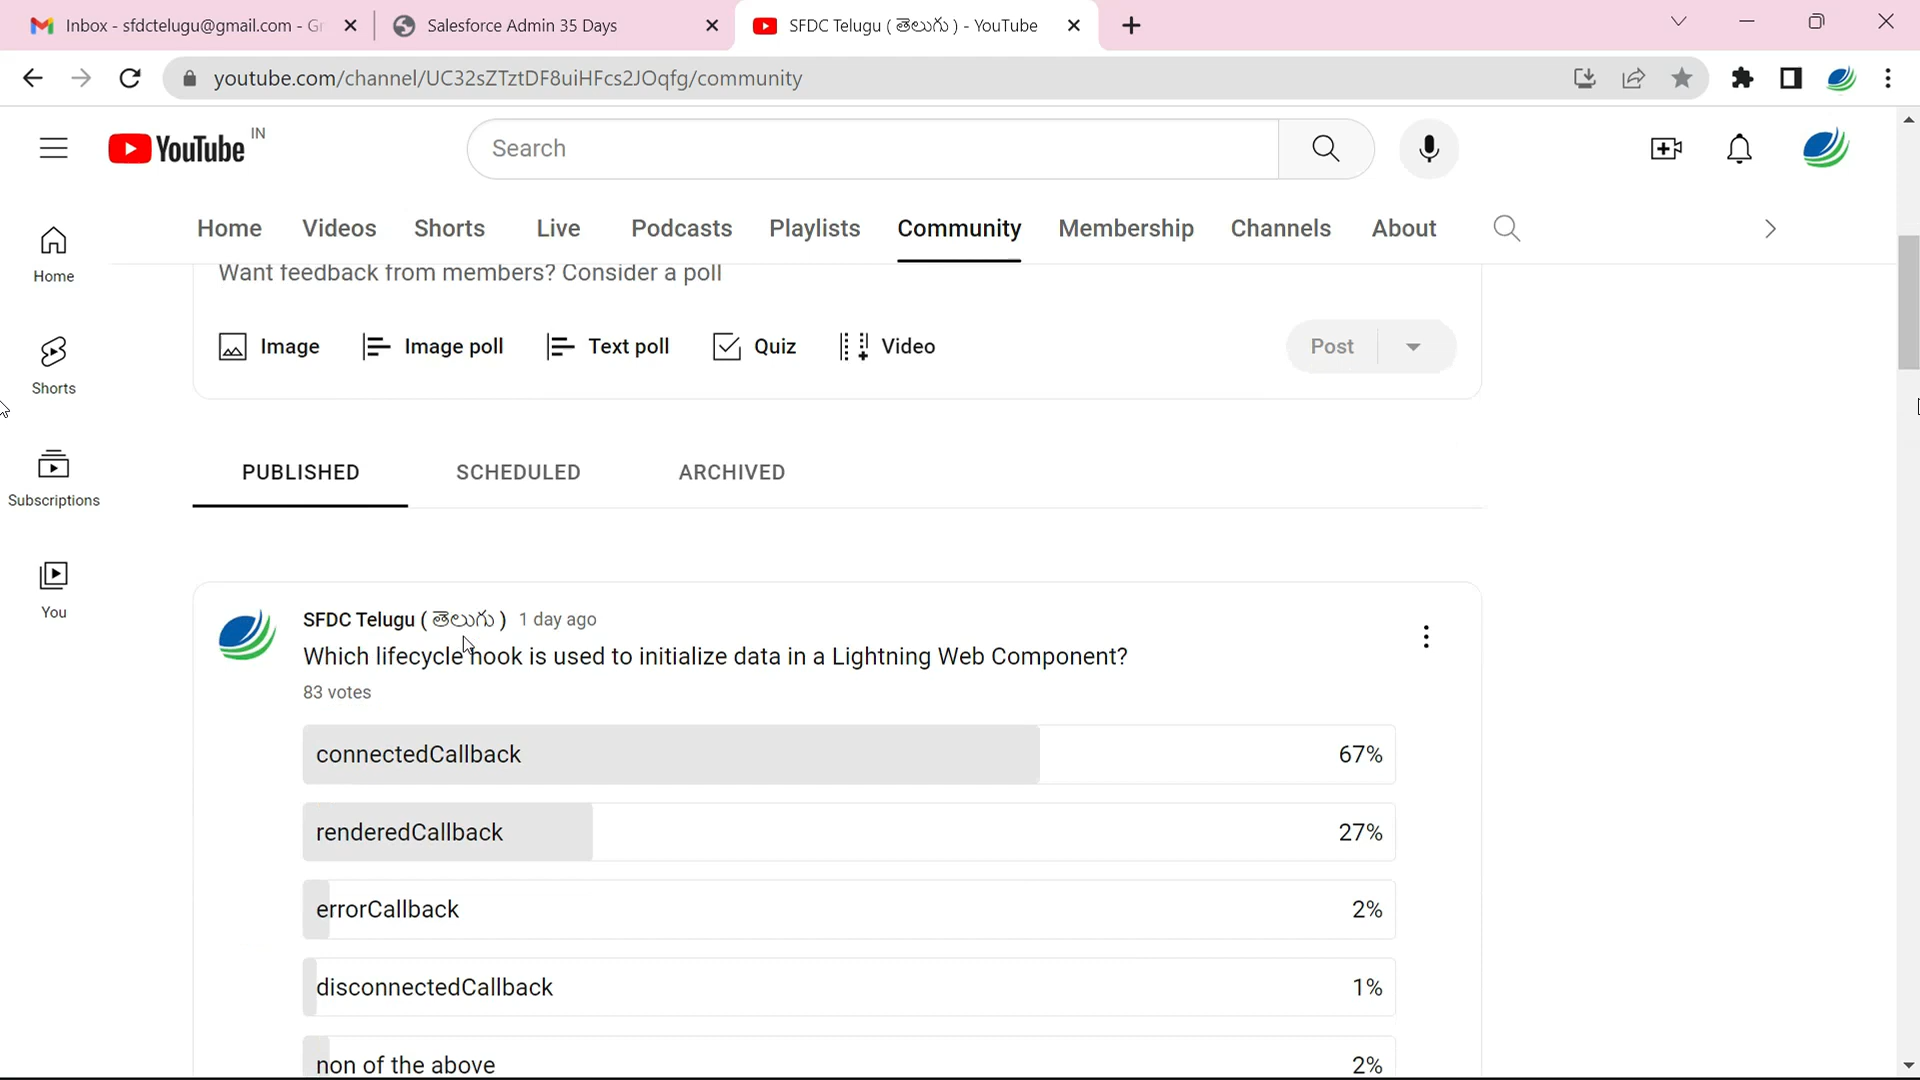 Inbox - sfdctelugu@gmail.com - Gr
Salesforce Admin 35 Days
SFDC Telugu ( తెలుగు ) - YouTube
youtube.com/channel/UC32sZTztDF8uiHFcs2JOqfg/community
YouTube IN
Search
Home Videos Shorts Live Podcasts Playlists Community Membership Channels About
Home
Shorts
Subscriptions
You
Want feedback from members? Consider a poll
Image Image poll Text poll Quiz Video Post
PUBLISHED SCHEDULED ARCHIVED
SFDC Telugu ( తెలుగు ) 1 day ago
Which lifecycle hook is used to initialize data in a Lightning Web Component?
83 votes
connectedCallback 67%
renderedCallback 27%
errorCallback 2%
disconnectedCallback 1%
non of the above 2%